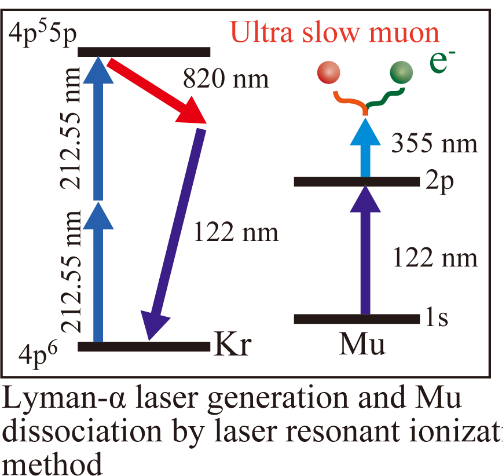 4p⁵5p
Ultra slow muon
e⁻
820 nm
212.55 nm
355 nm
2p
122 nm
122 nm
212.55 nm
1s
4p⁶
Kr
Mu
Lyman-α laser generation and Mu
dissociation by laser resonant ionizat
method